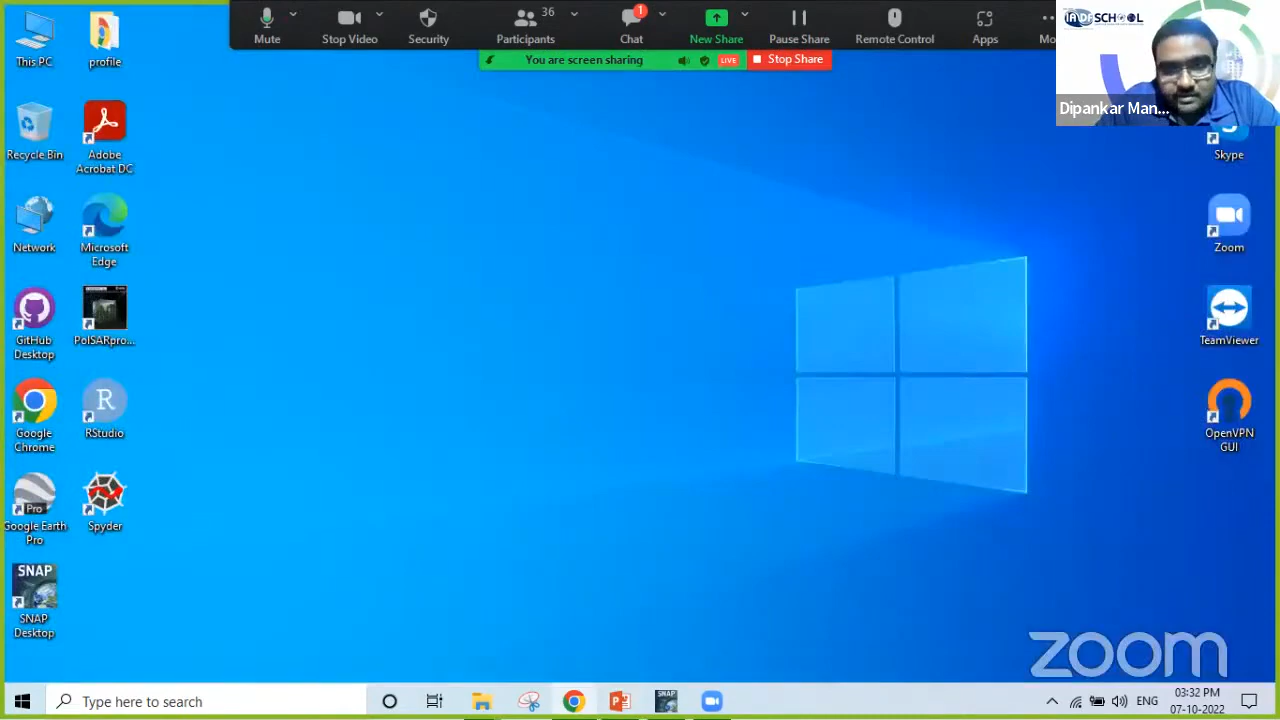 Mute
Stop Video
Security
36
Participants
1
Chat
New Share
Pause Share
Remote Control
Apps
Mo
You are screen sharing
LIVE
Stop Share
SCHOOL
Dipankar Man...
This PC
profile
Recycle Bin
Adobe
Acrobat DC
Network
Microsoft
Edge
GitHub
Desktop
PolSARpro...
Google
Chrome
R
RStudio
Pro
Google Earth
Pro
Spyder
SNAP
SNAP
Desktop
Skype
Zoom
TeamViewer
OpenVPN
GUI
zoom
Type here to search
SNAP
ENG
03:32 PM
07-10-2022